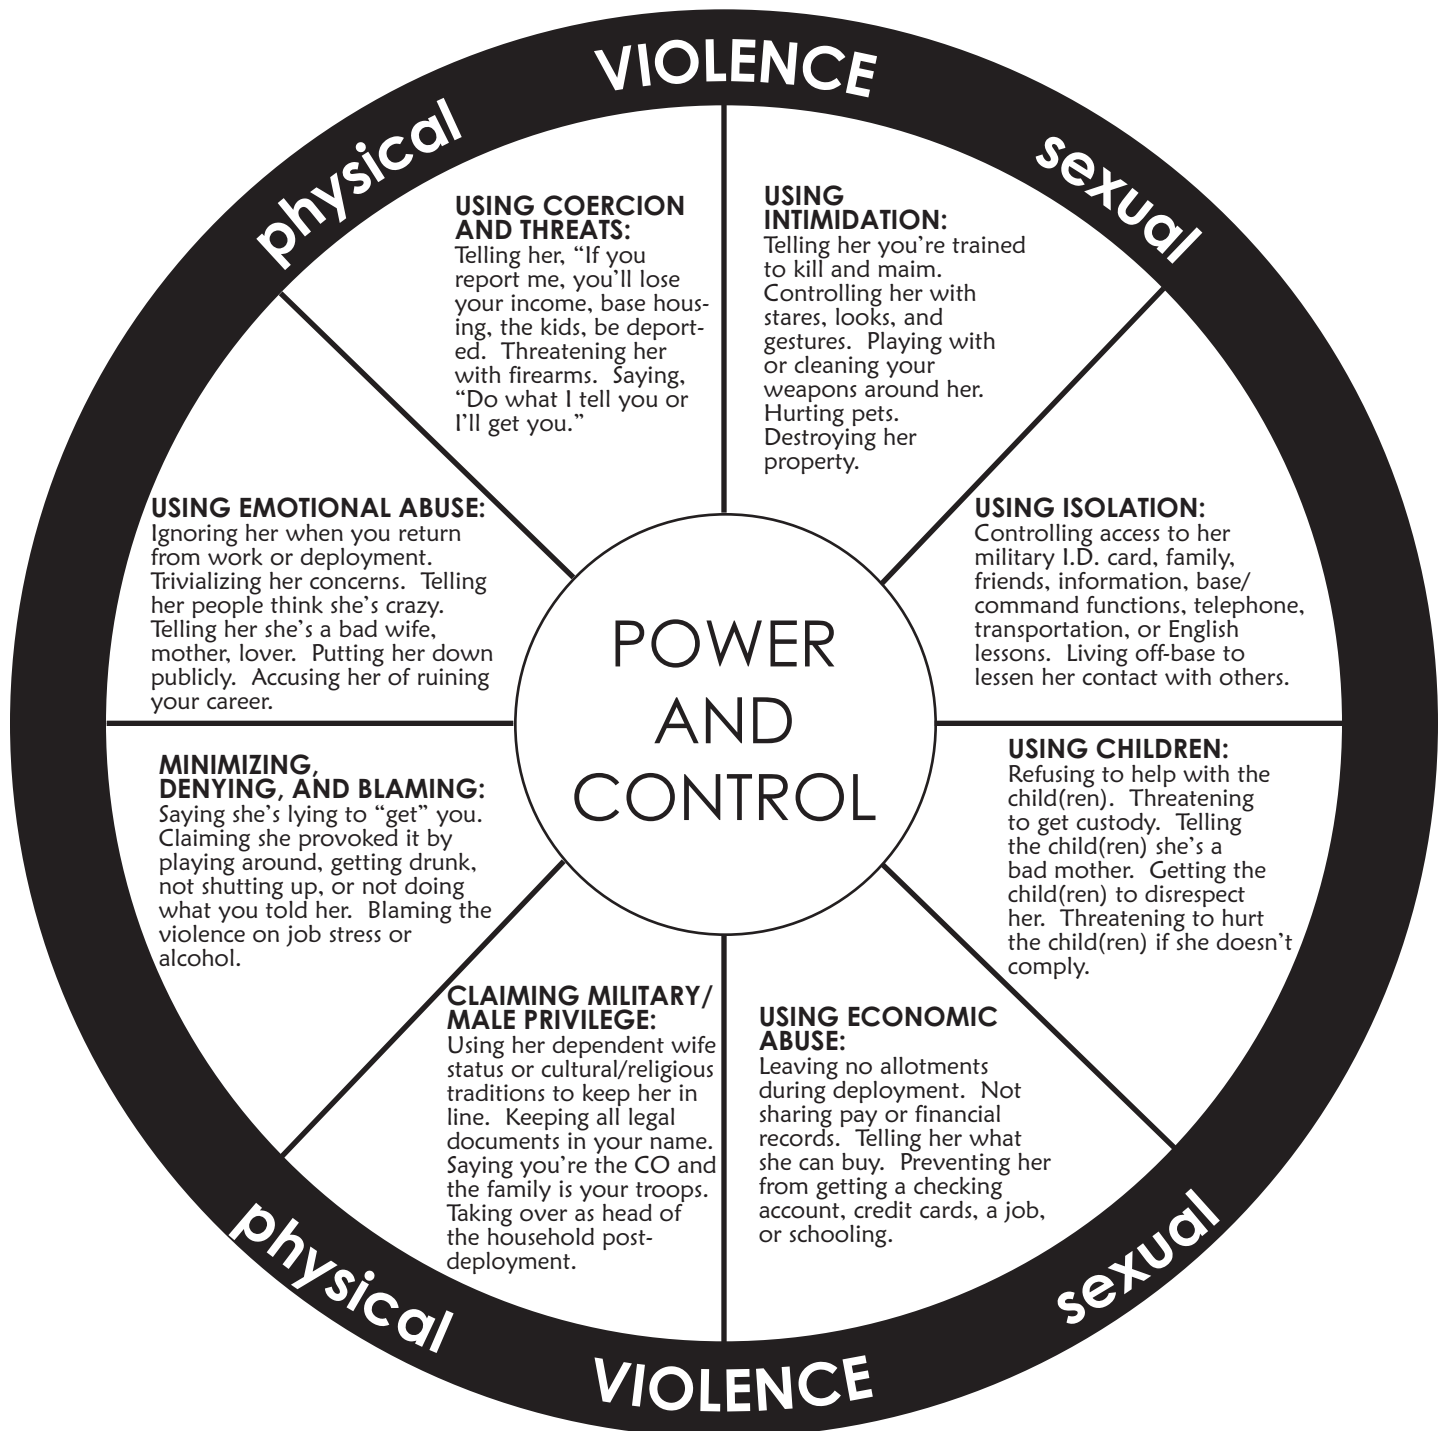 VIOLENCE
physical
sexual
USING COERCION
AND THREATS:
Telling her, “If you
report me, you’ll lose
your income, base hous-
ing, the kids, be deport-
ed.  Threatening her
with firearms.  Saying,
“Do what I tell you or
I’ll get you.”
USING
INTIMIDATION:
Telling her you’re trained
to kill and maim.
Controlling her with
stares, looks, and
gestures.  Playing with
or cleaning your
weapons around her.
Hurting pets.
Destroying her
property.
USING EMOTIONAL ABUSE:
Ignoring her when you return
from work or deployment.
Trivializing her concerns.  Telling
her people think she’s crazy.
Telling her she’s a bad wife,
mother, lover.  Putting her down
publicly.  Accusing her of ruining
your career.
USING ISOLATION:
Controlling access to her
military I.D. card, family,
friends, information, base/
command functions, telephone,
transportation, or English
lessons.  Living off-base to
lessen her contact with others.
POWER
AND
CONTROL
MINIMIZING,
DENYING, AND BLAMING:
Saying she’s lying to “get” you.
Claiming she provoked it by
playing around, getting drunk,
not shutting up, or not doing
what you told her.  Blaming the
violence on job stress or
alcohol.
USING CHILDREN:
Refusing to help with the
child(ren).  Threatening
to get custody.  Telling
the child(ren) she’s a
bad mother.  Getting the
child(ren) to disrespect
her.  Threatening to hurt
the child(ren) if she doesn’t
comply.
CLAIMING MILITARY/
MALE PRIVILEGE:
Using her dependent wife
status or cultural/religious
traditions to keep her in
line.  Keeping all legal
documents in your name.
Saying you’re the CO and
the family is your troops.
Taking over as head of
the household post-
deployment.
USING ECONOMIC
ABUSE:
Leaving no allotments
during deployment.  Not
sharing pay or financial
records.  Telling her what
she can buy.  Preventing her
from getting a checking
account, credit cards, a job,
or schooling.
physical
sexual
VIOLENCE